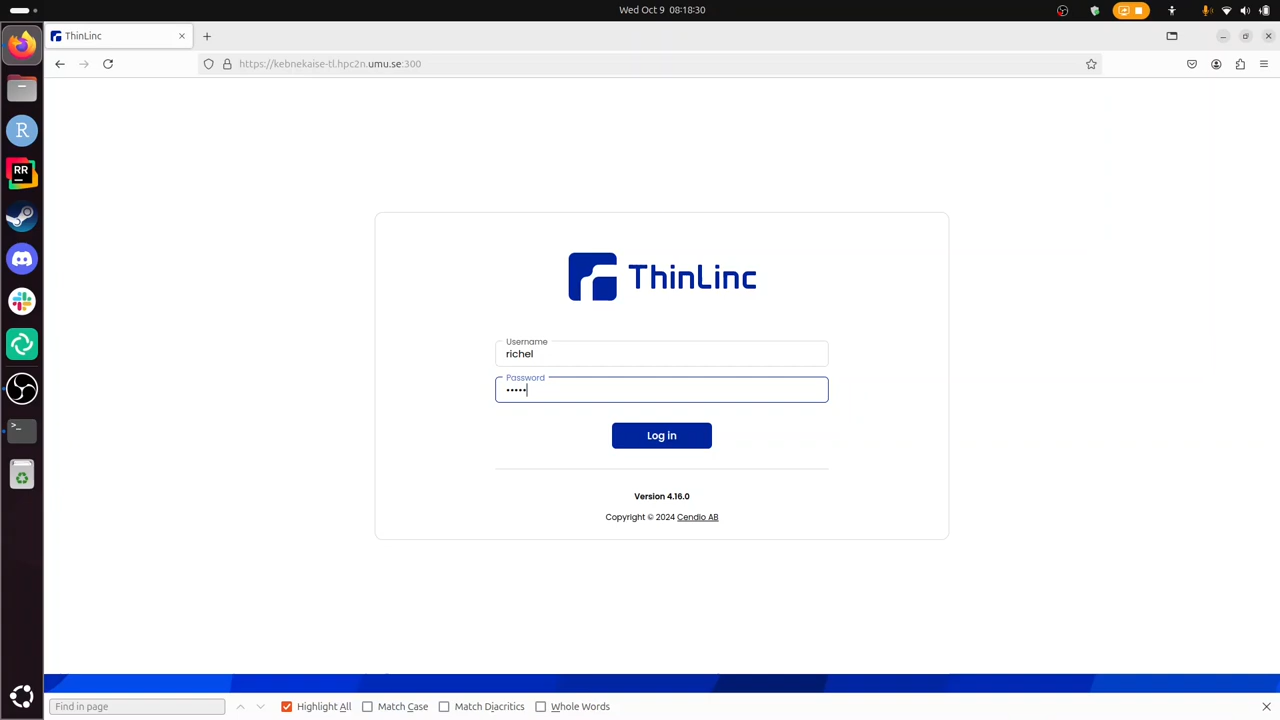 Wed Oct 9 08:18:30
ThinLinc
https://kebnekaise-tl.hpc2n.umu.se:300
R
RR
ThinLinc
Username
richel
Password
•••••
Log in
Version 4.16.0
Copyright © 2024 Cendio AB
Find in page
Highlight All
Match Case
Match Diacritics
Whole Words